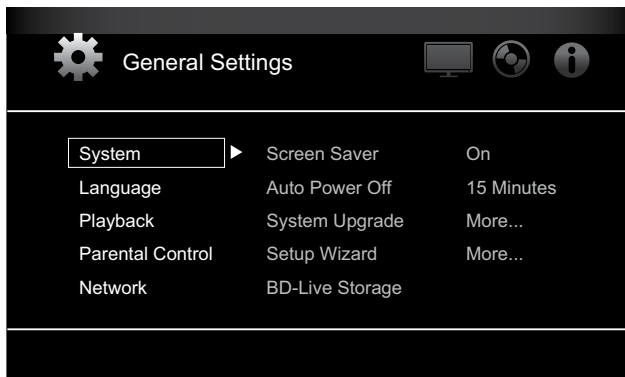 General Settings
System Screen Saver On
Language Auto Power Off 15 Minutes
Playback System Upgrade More...
Parental Control Setup Wizard More...
Network BD-Live Storage